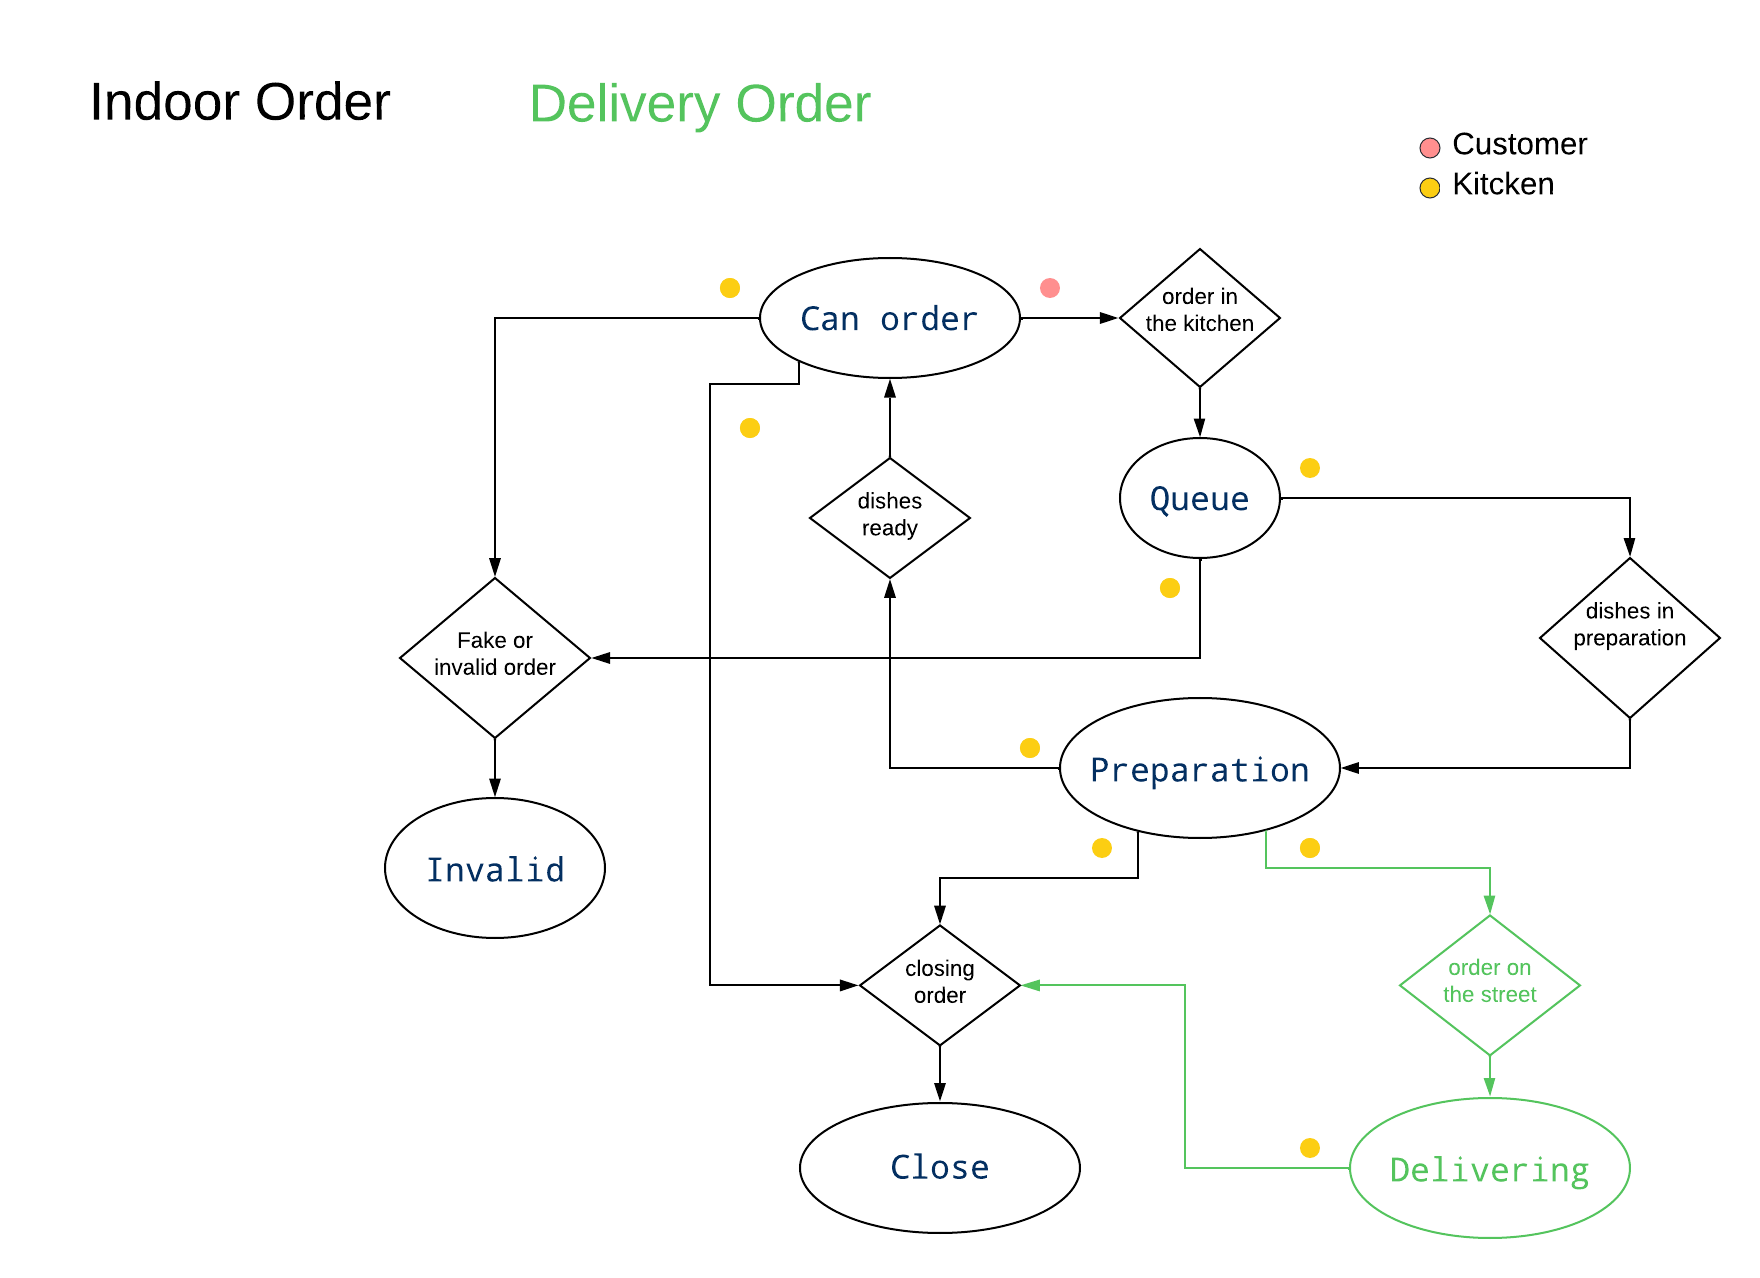 Indoor Order
Delivery Order
Customer
Kitcken
Can order
order in
the kitchen
dishes
ready
Queue
Fake or
invalid order
dishes in
preparation
Preparation
Invalid
closing
order
order on
the street
Close
Delivering